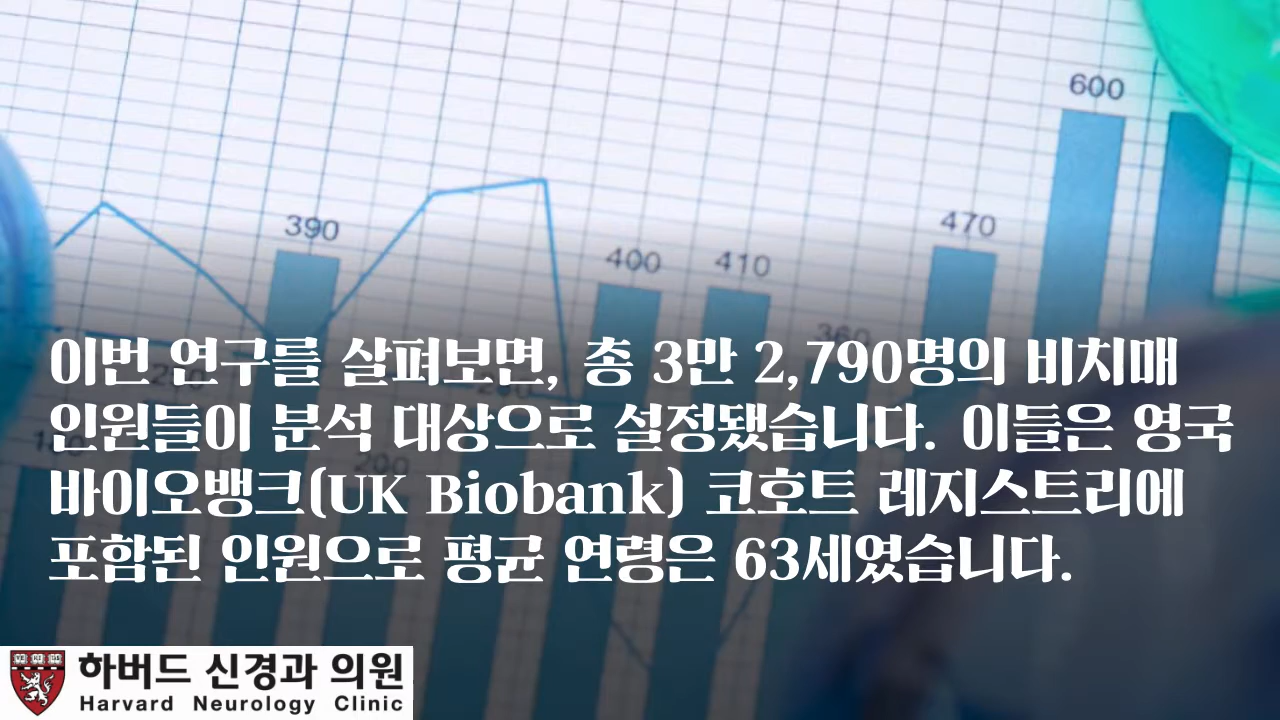 600
390
470
400
410
360
이번 연구를 살펴보면, 총 3만 2,790명의 비치매
인원들이 분석 대상으로 설정됐습니다. 이들은 영국
바이오뱅크(UK Biobank) 코호트 레지스트리에
포함된 인원으로 평균 연령은 63세였습니다.
하버드 신경과 의원
Harvard Neurology Clinic